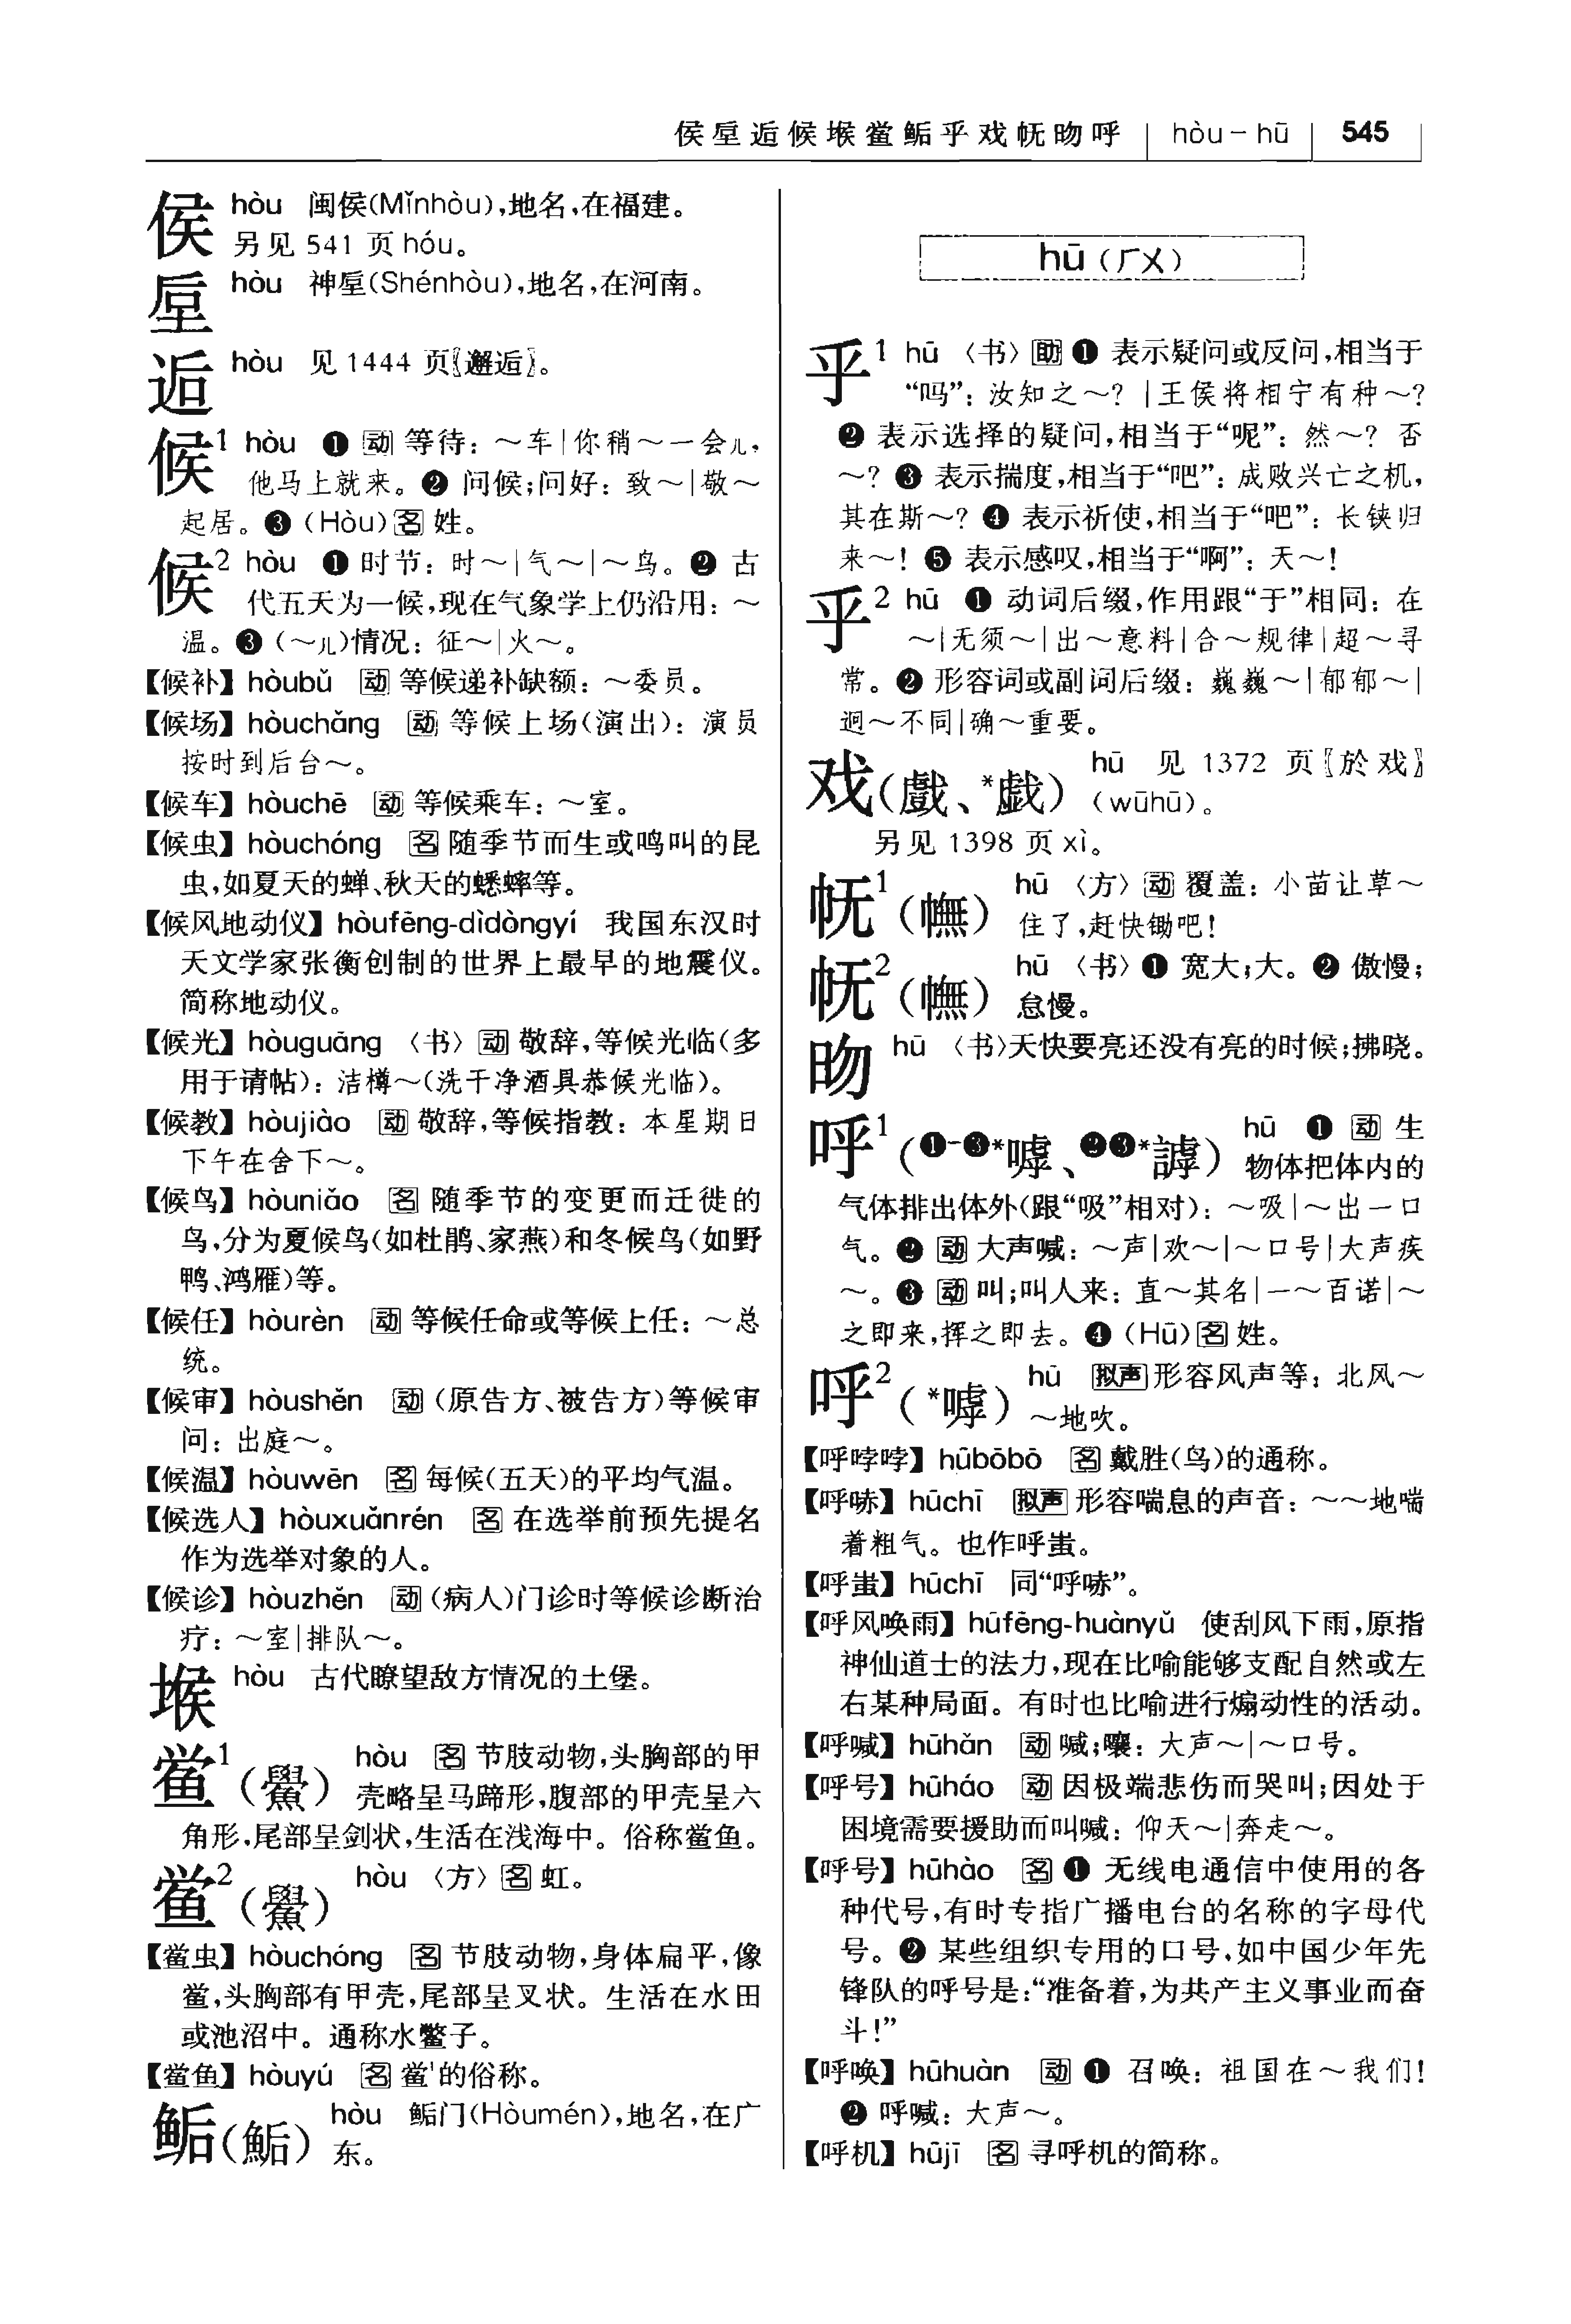 侯垕逅候堠鲎鲘乎戏幠昒呼 hòu－hū 545
侯 hòu 闽侯(Mǐnhòu),地名,在福建。
另见 541 页 hóu。
垕 hòu 神垕(Shénhòu),地名,在河南。
逅 hòu 见 1444 页〖邂逅〗。
候1 hòu ❶ 动 等待：～车|你稍～一会儿,
他马上就来。❷ 问候;问好：致～|敬～
起居。❸（Hòu）名 姓。
候2 hòu ❶ 时节：时～|气～|～鸟。❷ 古
代五天为一候,现在气象学上仍沿用：～
温。❸（～儿)情况：征～|火～。
【候补】hòubǔ 动 等候递补缺额：～委员。
【候场】hòuchǎng 动 等候上场(演出)：演员
按时到后台～。
【候车】hòuchē 动 等候乘车：～室。
【候虫】hòuchóng 名 随季节而生或鸣叫的昆
虫,如夏天的蝉、秋天的蟋蟀等。
【候风地动仪】hòufēng-dìdòngyí 我国东汉时
天文学家张衡创制的世界上最早的地震仪。
简称地动仪。
【候光】hòuguāng 〈书〉动 敬辞,等候光临(多
用于请帖)：洁樽～(洗干净酒具恭候光临)。
【候教】hòujiào 动 敬辞,等候指教：本星期日
下午在舍下～。
【候鸟】hòuniǎo 名 随季节的变更而迁徙的
鸟,分为夏候鸟(如杜鹃、家燕)和冬候鸟(如野
鸭、鸿雁)等。
【候任】hòurèn 动 等候任命或等候上任：～总
统。
【候审】hòushěn 动（原告方、被告方)等候审
问：出庭～。
【候温】hòuwēn 名 每候(五天)的平均气温。
【候选人】hòuxuǎnrén 名 在选举前预先提名
作为选举对象的人。
【候诊】hòuzhěn 动（病人)门诊时等候诊断治
疗：～室|排队～。
堠 hòu 古代瞭望敌方情况的土堡。
鲎1（鱟） hòu 名 节肢动物,头胸部的甲
壳略呈马蹄形,腹部的甲壳呈六
角形,尾部呈剑状,生活在浅海中。俗称鲎鱼。
鲎2（鱟） hòu 〈方〉名 虹。
【鲎虫】hòuchóng 名 节肢动物,身体扁平,像
鲎,头胸部有甲壳,尾部呈叉状。生活在水田
或池沼中。通称水鳖子。
【鲎鱼】hòuyú 名 鲎1的俗称。
鲘(鮜) hòu 鲘门(Hòumén),地名,在广
东。
hū（ㄏㄨ）
乎1 hū 〈书〉助 ❶ 表示疑问或反问,相当于
“吗”：汝知之～？|王侯将相宁有种～？
❷ 表示选择的疑问,相当于“呢”：然～？否
～？❸ 表示揣度,相当于“吧”：成败兴亡之机,
其在斯～？❹ 表示祈使,相当于“吧”：长铗归
来～！❺ 表示感叹,相当于“啊”：天～！
乎2 hū ❶ 动词后缀,作用跟“于”相同：在
～|无须～|出～意料|合～规律|超～寻
常。❷ 形容词或副词后缀：巍巍～|郁郁～|
迥～不同|确～重要。
戏(戲、*戯) hū 见 1372 页〖於戏〗
（wūhū）。
另见 1398 页 xì。
幠1（幠） hū 〈方〉动 覆盖：小苗让草～
住了,赶快锄吧！
幠2（幠） hū 〈书〉❶ 宽大;大。❷ 傲慢;
怠慢。
昒 hū 〈书〉天快要亮还没有亮的时候;拂晓。
呼1（❶-❸*嘑、❷❸*謼） hū ❶ 动 生
物体把体内的
气体排出体外(跟“吸”相对)：～吸|～出一口
气。❷ 动 大声喊：～声|欢～|～口号|大声疾
～。❸ 动 叫;叫人来：直～其名|一～百诺|～
之即来,挥之即去。❹（Hū）名 姓。
呼2（*嘑） hū 拟声 形容风声等：北风～
～地吹。
【呼哱哱】hūbōbō 名 戴胜(鸟)的通称。
【呼哧】hūchī 拟声 形容喘息的声音：～～地喘
着粗气。也作呼蚩。
【呼蚩】hūchī 同“呼哧”。
【呼风唤雨】hūfēng-huànyǔ 使刮风下雨,原指
神仙道士的法力,现在比喻能够支配自然或左
右某种局面。有时也比喻进行煽动性的活动。
【呼喊】hūhǎn 动 喊;嚷：大声～|～口号。
【呼号】hūháo 动 因极端悲伤而哭叫;因处于
困境需要援助而叫喊：仰天～|奔走～。
【呼号】hūhào 名 ❶ 无线电通信中使用的各
种代号,有时专指广播电台的名称的字母代
号。❷ 某些组织专用的口号,如中国少年先
锋队的呼号是:“准备着,为共产主义事业而奋
斗!”
【呼唤】hūhuàn 动 ❶ 召唤：祖国在～我们！
❷ 呼喊：大声～。
【呼机】hūjī 名 寻呼机的简称。